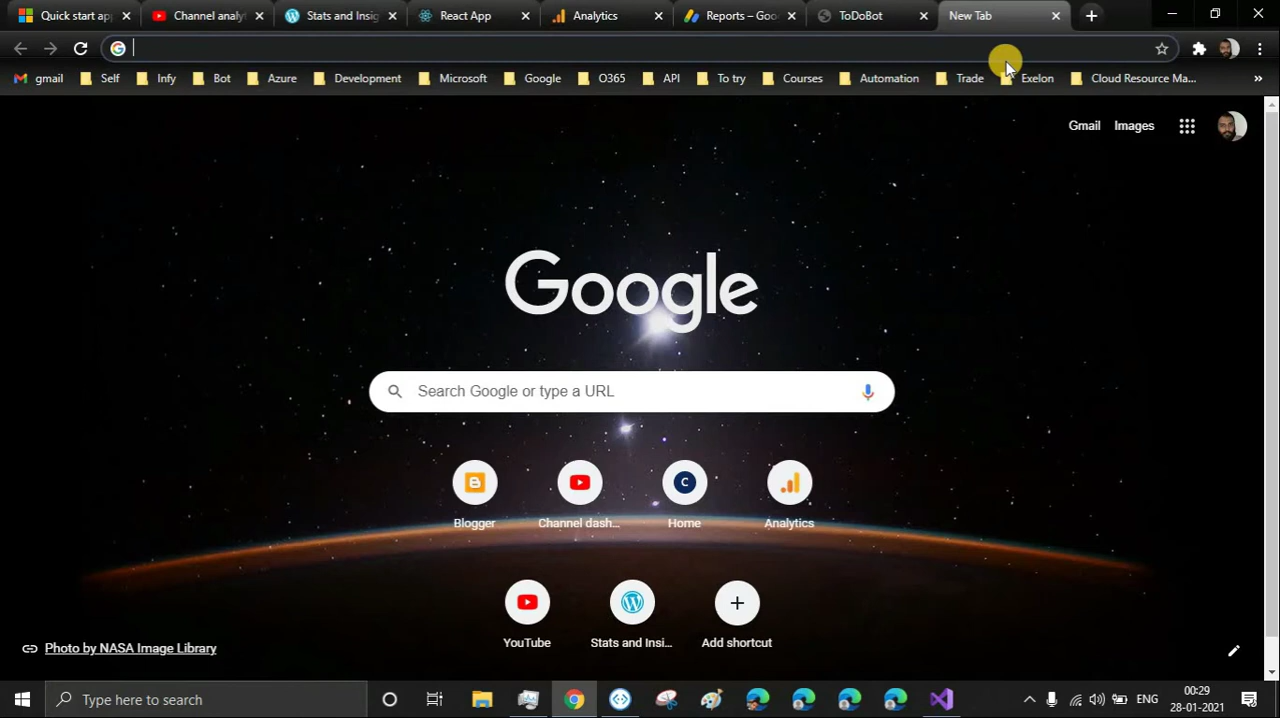 Quick start ap
Channel analy
Stats and Insig
React App
Analytics
Reports – Goo
ToDoBot
New Tab
gmail
Self
Infy
Bot
Azure
Development
Microsoft
Google
O365
API
To try
Courses
Automation
Trade
Exelon
Cloud Resource Ma...
»
Gmail
Images
Google
Search Google or type a URL
Blogger
Channel dash...
C
Home
Analytics
YouTube
Stats and Insi...
Add shortcut
Photo by NASA Image Library
Type here to search
ENG
00:29
28-01-2021